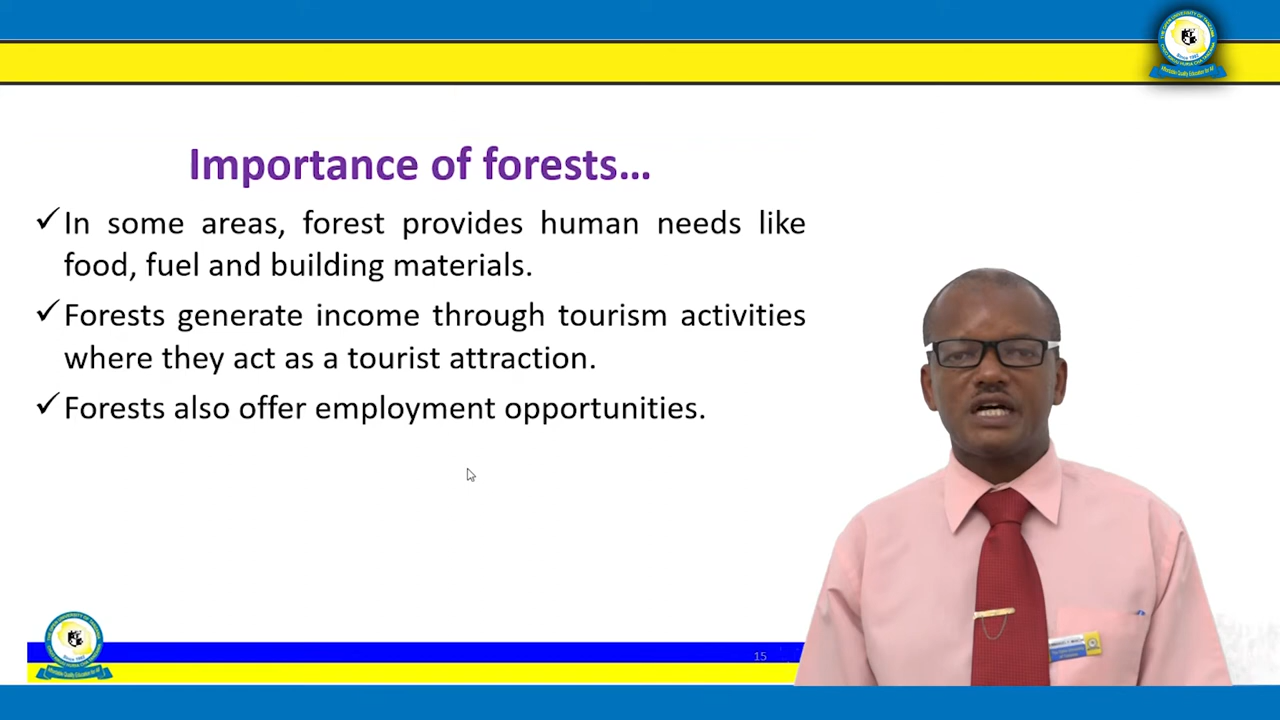 Importance of forests...
✓In some areas, forest provides human needs like
food, fuel and building materials.
✓Forests generate income through tourism activities
where they act as a tourist attraction.
✓Forests also offer employment opportunities.
15